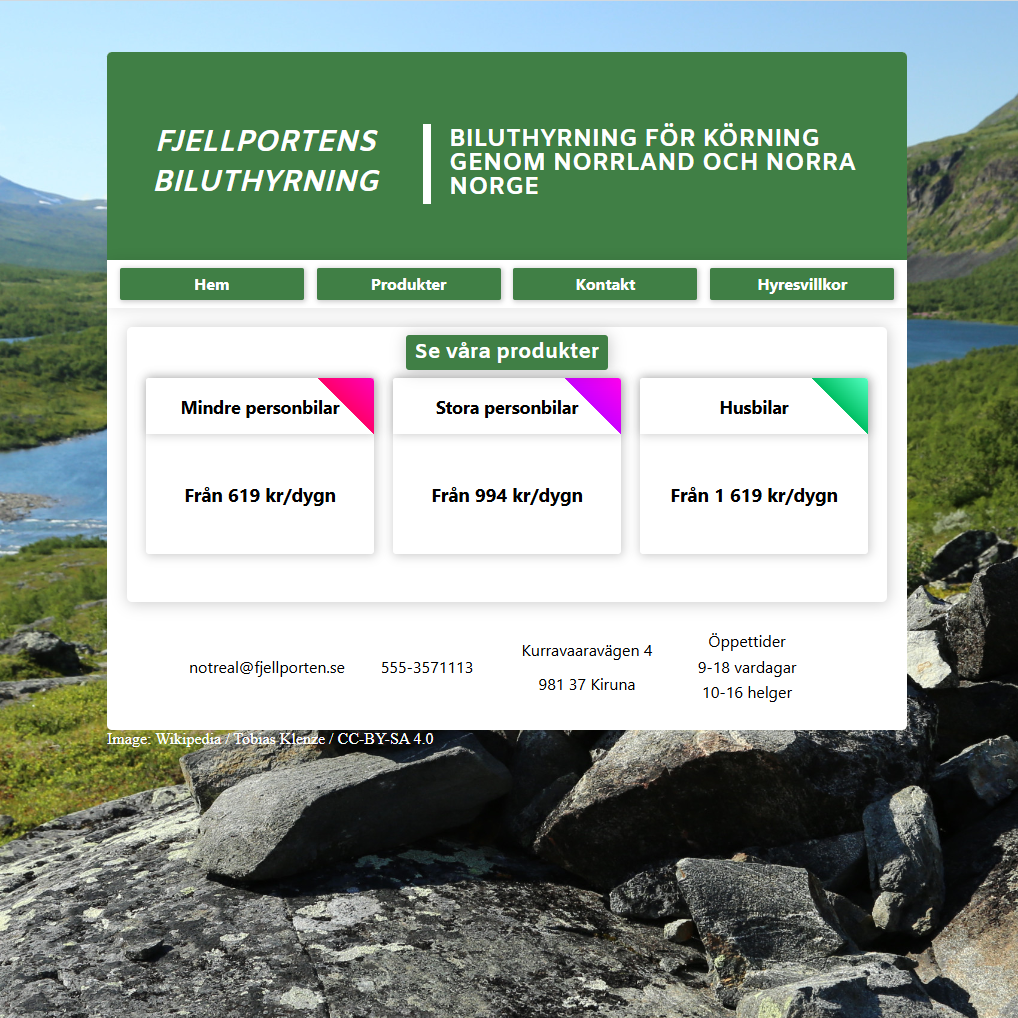 FJELLPORTENS
BILUTHYRNING
BILUTHYRNING FÖR KÖRNING
GENOM NORRLAND OCH NORRA
NORGE
Hem
Produkter
Kontakt
Hyresvillkor
Se våra produkter
Mindre personbilar
Från 619 kr/dygn
Stora personbilar
Från 994 kr/dygn
Husbilar
Från 1 619 kr/dygn
notreal@fjellporten.se
555-3571113
Kurravaaravägen 4
981 37 Kiruna
Öppettider
9-18 vardagar
10-16 helger
Image: Wikipedia / Tobias Klenze / CC-BY-SA 4.0